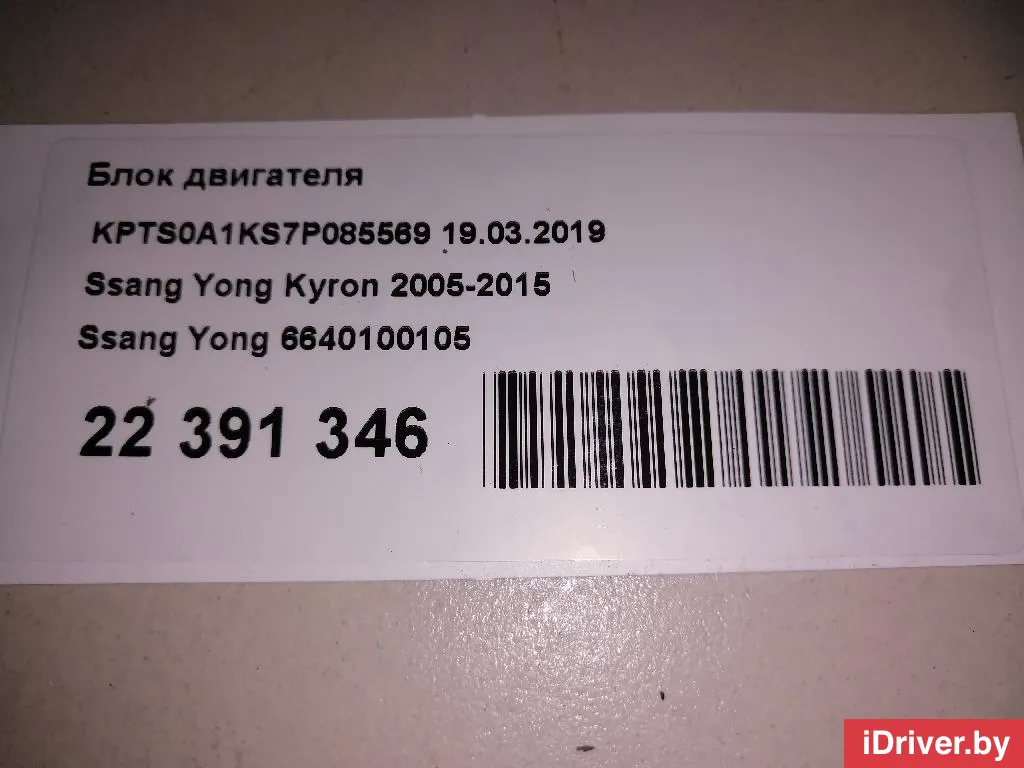 Блок двигателя
KPTS0A1KS7P085569 19.03.2019
Ssang Yong Kyron 2005-2015
Ssang Yong 6640100105
22 391 346
iDriver.by